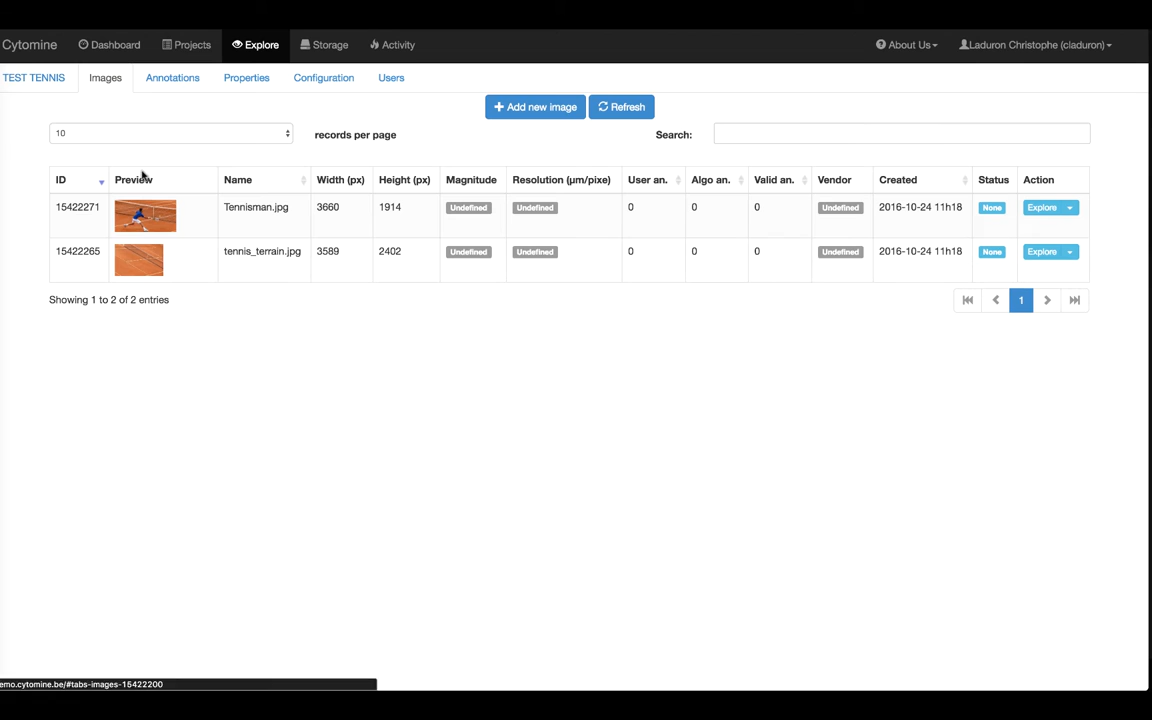 Cytomine Dashboard Projects Explore Storage Activity About Us Laduron Christophe (claduron)
TEST TENNIS Images Annotations Properties Configuration Users
Add new image Refresh
10 records per page Search:
ID Preview Name Width (px) Height (px) Magnitude Resolution (µm/pixe) User an. Algo an. Valid an. Vendor Created Status Action
15422271 Tennisman.jpg 3660 1914 Undefined Undefined 0 0 0 Undefined 2016-10-24 11h18 None Explore
15422265 tennis_terrain.jpg 3589 2402 Undefined Undefined 0 0 0 Undefined 2016-10-24 11h18 None Explore
Showing 1 to 2 of 2 entries 1
emo.cytomine.be/#tabs-images-15422200